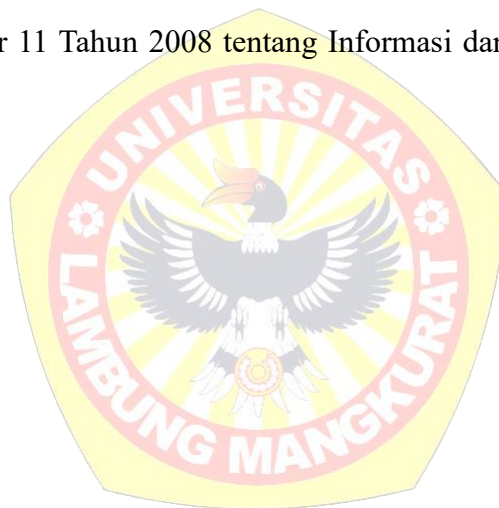 r 11 Tahun 2008 tentang Informasi dan
UNIVERSITAS
LAMBUNG MANGKURAT